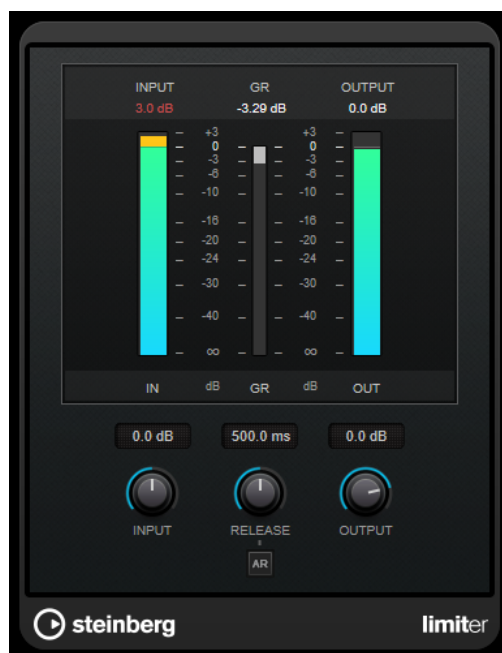 INPUT GR OUTPUT
3.0 dB -3.29 dB 0.0 dB
+3 +3
0 0
-3 -3
-6 -6
-10 -10
-16 -16
-20 -20
-24 -24
-30 -30
-40 -40
∞ ∞
IN dB GR dB OUT
0.0 dB 500.0 ms 0.0 dB
INPUT RELEASE OUTPUT
AR
steinberg limiter